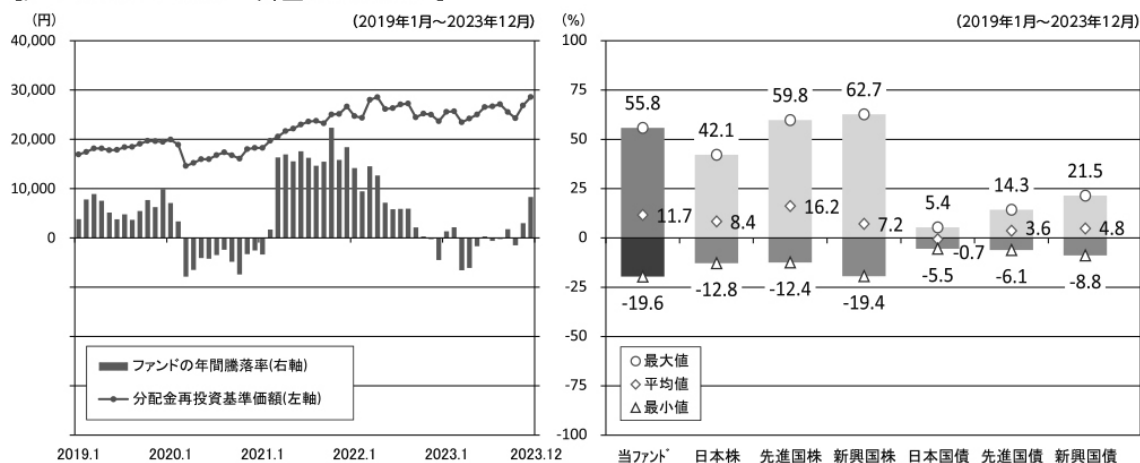 (円)
(2019年1月～2023年12月)
40,000
30,000
20,000
10,000
0
ファンドの年間騰落率(右軸)
分配金再投資基準価額(左軸)
2019.1 2020.1 2021.1 2022.1 2023.1 2023.12
(%)
(2019年1月～2023年12月)
100
75
50
25
0
-25
-50
-75
-100
55.8 42.1 59.8 62.7 5.4 14.3 21.5
11.7 8.4 16.2 7.2 -0.7 3.6 4.8
-19.6 -12.8 -12.4 -19.4 -5.5 -6.1 -8.8
最大値
平均値
最小値
当ファンド 日本株 先進国株 新興国株 日本国債 先進国債 新興国債